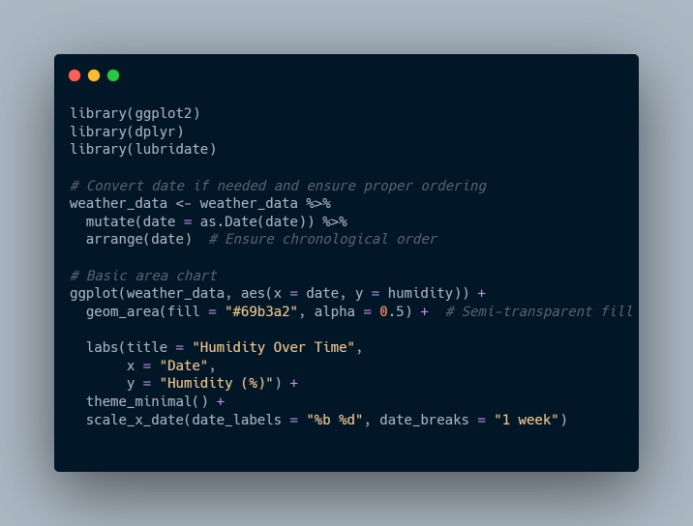 library(ggplot2)
library(dplyr)
library(lubridate)

# Convert date if needed and ensure proper ordering
weather_data <- weather_data %>%
  mutate(date = as.Date(date)) %>%
  arrange(date)  # Ensure chronological order

# Basic area chart
ggplot(weather_data, aes(x = date, y = humidity)) +
  geom_area(fill = "#69b3a2", alpha = 0.5) +  # Semi-transparent fill

  labs(title = "Humidity Over Time",
       x = "Date",
       y = "Humidity (%)") +
  theme_minimal() +
  scale_x_date(date_labels = "%b %d", date_breaks = "1 week")